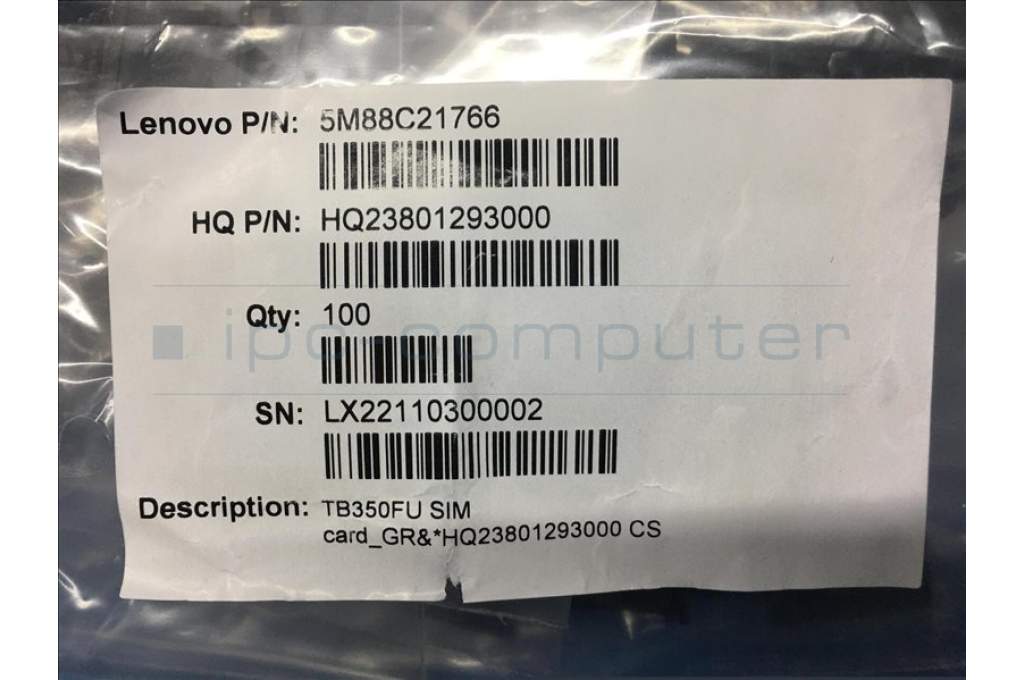 Lenovo P/N: 5M88C21766
HQ P/N: HQ23801293000
Qty: 100
ipc-computer
SN: LX22110300002
Description: TB350FU SIM
card_GR&*HQ23801293000 CS